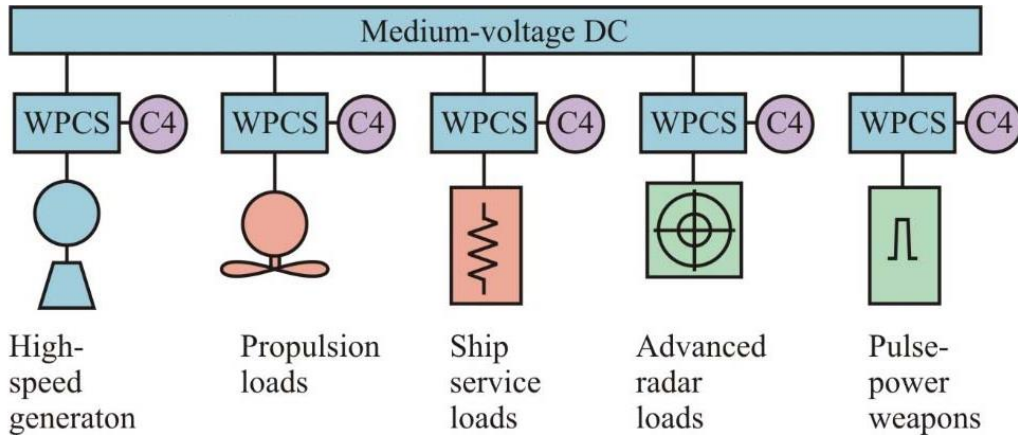 Medium-voltage DC
WPCS C4 WPCS C4 WPCS C4 WPCS C4 WPCS C4
High-
speed
generaton
Propulsion
loads
Ship
service
loads
Advanced
radar
loads
Pulse-
power
weapons